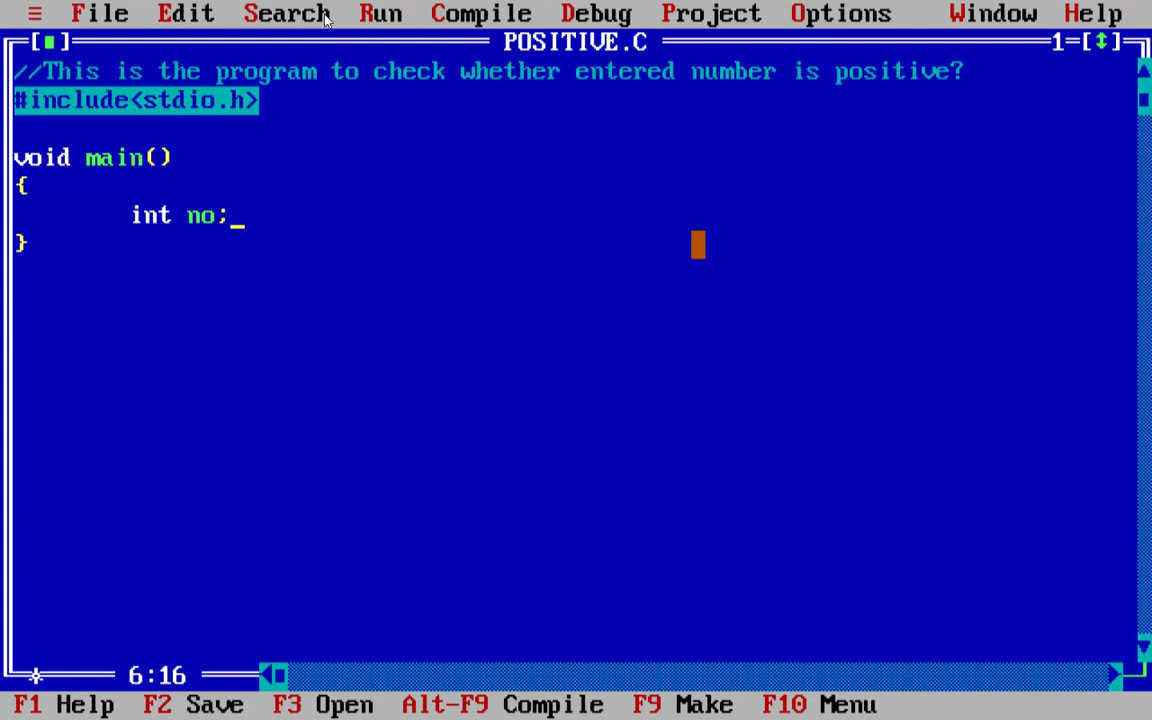 ≡ File Edit Search Run Compile Debug Project Options Window Help
[■] POSITIVE.C 1=[↕]
//This is the program to check whether entered number is positive?
#include<stdio.h>
void main()
{
int no;_
}
6:16
F1 Help F2 Save F3 Open Alt-F9 Compile F9 Make F10 Menu